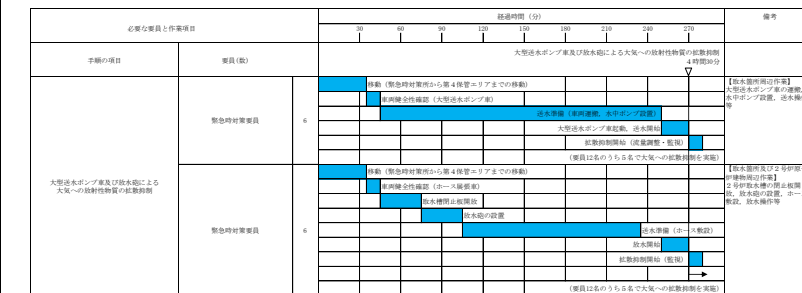 必要な要員と作業項目
経過時間（分）
備考
30 60 90 120 150 180 210 240 270
手順の項目
要員(数)
大型送水ポンプ車及び放水砲による大気への放射性物質の拡散抑制
4時間30分
▽
大型送水ポンプ車及び放水砲による
大気への放射性物質の拡散抑制
緊急時対策要員
6
移動（緊急時対策所から第４保管エリアまでの移動）
車両健全性確認（大型送水ポンプ車）
送水準備（車両運搬，水中ポンプ設置）
大型送水ポンプ車起動，送水開始
拡散抑制開始（流量調整・監視）
（要員12名のうち５名で大気への拡散抑制を実施）
【取水箇所周辺作業】
大型送水ポンプ車の運搬，
水中ポンプ設置，送水操
等
緊急時対策要員
6
移動（緊急時対策所から第４保管エリアまでの移動）
車両健全性確認（ホース展張車）
取水槽閉止板開放
放水砲の設置
送水準備（ホース敷設）
放水開始
拡散抑制開始（監視）
（要員12名のうち５名で大気への拡散抑制を実施）
【取水箇所及び２号炉原
炉建物周辺作業】
２号炉取水槽の閉止板開
放，放水砲の設置，ホー
敷設，放水操作等